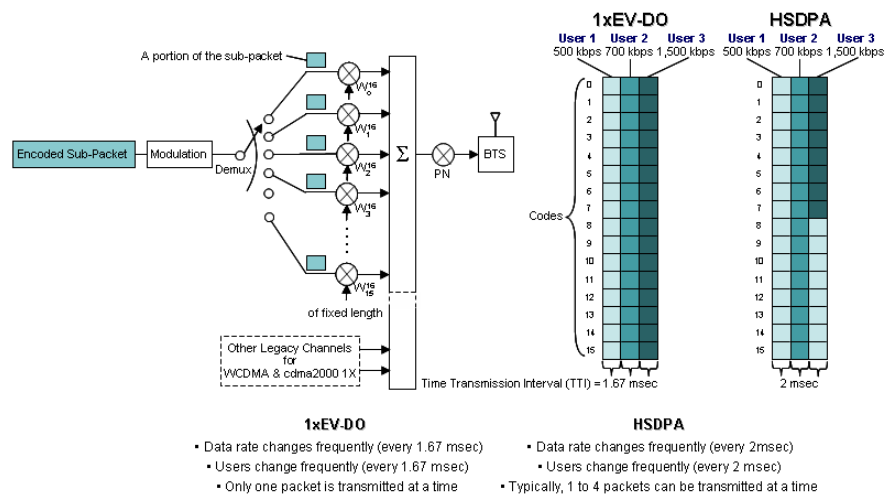 1xEV-DO
HSDPA
User 1 User 2 User 3
500 kbps 700 kbps 1,500 kbps
User 1 User 2 User 3
500 kbps 700 kbps 1,500 kbps
A portion of the sub-packet
W 16 0
W 16 1
W 16 2
W 16 3
W 16 15
Encoded Sub-Packet
Modulation
Demux
Σ
PN
BTS
of fixed length
Other Legacy Channels
for
WCDMA & cdma2000 1X
Codes
0
1
2
3
4
5
6
7
8
9
10
11
12
13
14
15
0
1
2
3
4
5
6
7
8
9
10
11
12
13
14
15
Time Transmission Interval (TTI) = 1.67 msec
2 msec
1xEV-DO
▪ Data rate changes frequently (every 1.67 msec)
▪ Users change frequently (every 1.67 msec)
▪ Only one packet is transmitted at a time
HSDPA
▪ Data rate changes frequently (every 2msec)
▪ Users change frequently (every 2 msec)
▪ Typically, 1 to 4 packets can be transmitted at a time